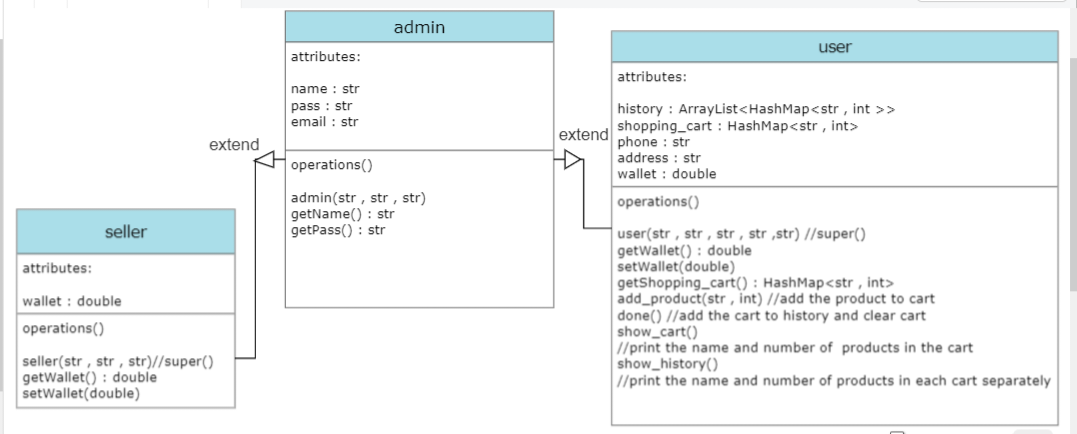 admin
attributes:
name : str
pass : str
email : str
operations()
admin(str , str , str)
getName() : str
getPass() : str
extend
extend
seller
attributes:
wallet : double
operations()
seller(str , str , str)//super()
getWallet() : double
setWallet(double)
user
attributes:
history : ArrayList<HashMap<str , int >>
shopping_cart : HashMap<str , int>
phone : str
address : str
wallet : double
operations()
user(str , str , str , str ,str) //super()
getWallet() : double
setWallet(double)
getShopping_cart() : HashMap<str , int>
add_product(str , int) //add the product to cart
done() //add the cart to history and clear cart
show_cart()
//print the name and number of  products in the cart
show_history()
//print the name and number of products in each cart separately